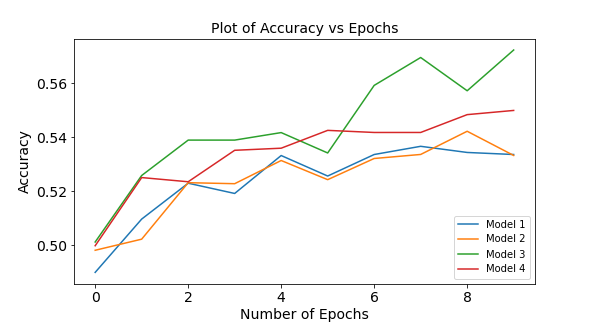 Plot of Accuracy vs Epochs
Accuracy
0.56
0.54
0.52
0.50
0 2 4 6 8
Number of Epochs
Model 1
Model 2
Model 3
Model 4